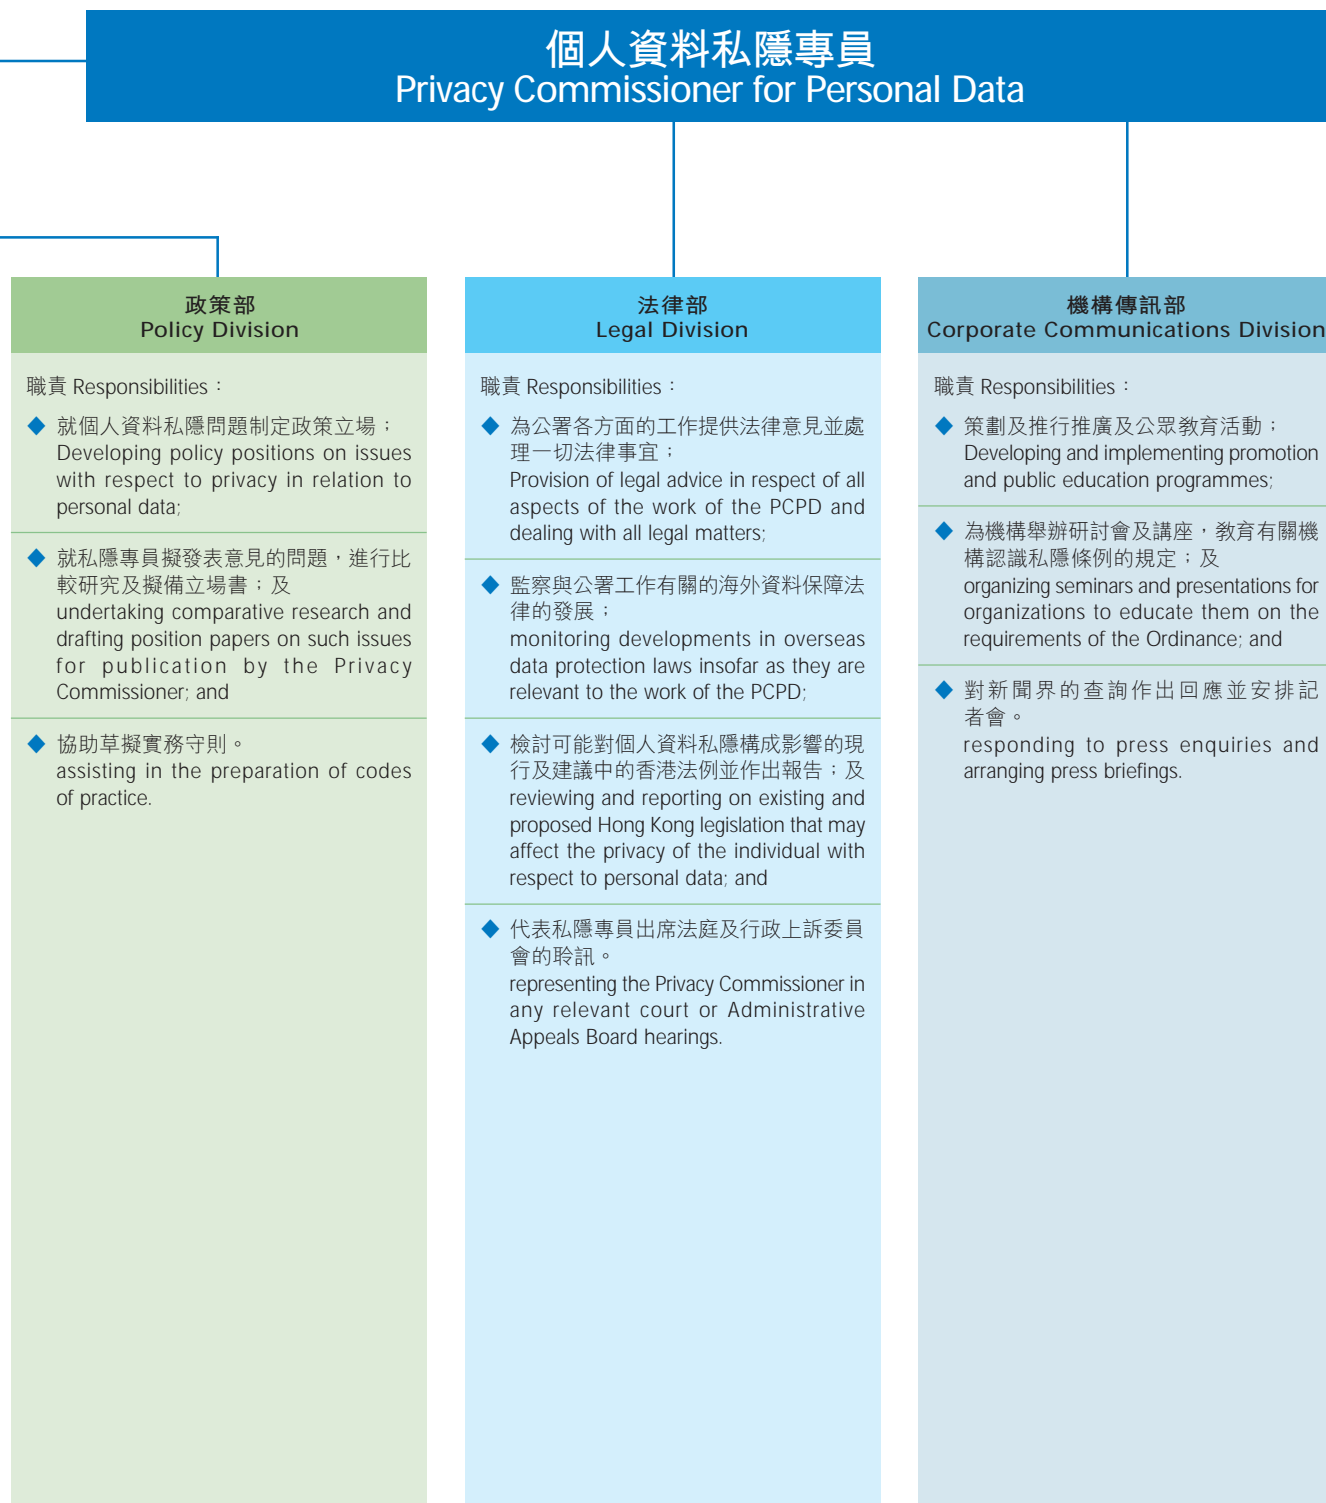 個人資料私隱專員
Privacy Commissioner for Personal Data
政策部
Policy Division
職責 Responsibilities：
◆ 就個人資料私隱問題制定政策立場；
Developing policy positions on issues
with respect to privacy in relation to
personal data;
◆ 就私隱專員擬發表意見的問題，進行比
較研究及擬備立場書；及
undertaking comparative research and
drafting position papers on such issues
for publication by the Privacy
Commissioner; and
◆ 協助草擬實務守則。
assisting in the preparation of codes
of practice.
法律部
Legal Division
職責 Responsibilities：
◆ 為公署各方面的工作提供法律意見並處
理一切法律事宜；
Provision of legal advice in respect of all
aspects of the work of the PCPD and
dealing with all legal matters;
◆ 監察與公署工作有關的海外資料保障法
律的發展；
monitoring developments in overseas
data protection laws insofar as they are
relevant to the work of the PCPD;
◆ 檢討可能對個人資料私隱構成影響的現
行及建議中的香港法例並作出報告；及
reviewing and reporting on existing and
proposed Hong Kong legislation that may
affect the privacy of the individual with
respect to personal data; and
◆ 代表私隱專員出席法庭及行政上訴委員
會的聆訊。
representing the Privacy Commissioner in
any relevant court or Administrative
Appeals Board hearings.
機構傳訊部
Corporate Communications Division
職責 Responsibilities：
◆ 策劃及推行推廣及公眾教育活動；
Developing and implementing promotion
and public education programmes;
◆ 為機構舉辦研討會及講座，教育有關機
構認識私隱條例的規定；及
organizing seminars and presentations for
organizations to educate them on the
requirements of the Ordinance; and
◆ 對新聞界的查詢作出回應並安排記
者會。
responding to press enquiries and
arranging press briefings.